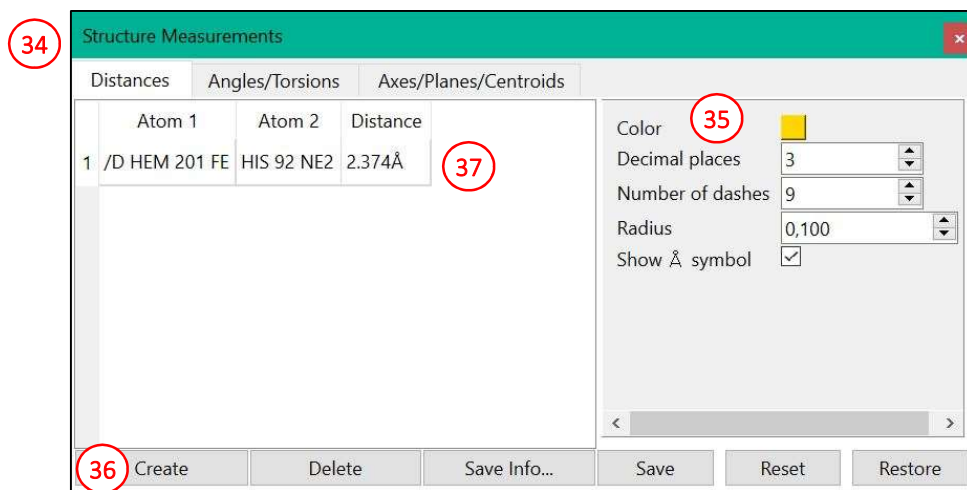 34
Structure Measurements
×
Distances Angles/Torsions Axes/Planes/Centroids
Atom 1 Atom 2 Distance
1 /D HEM 201 FE HIS 92 NE2 2.374Å
37
Color 35
Decimal places 3
Number of dashes 9
Radius 0,100
Show Å symbol
36 Create Delete Save Info... Save Reset Restore